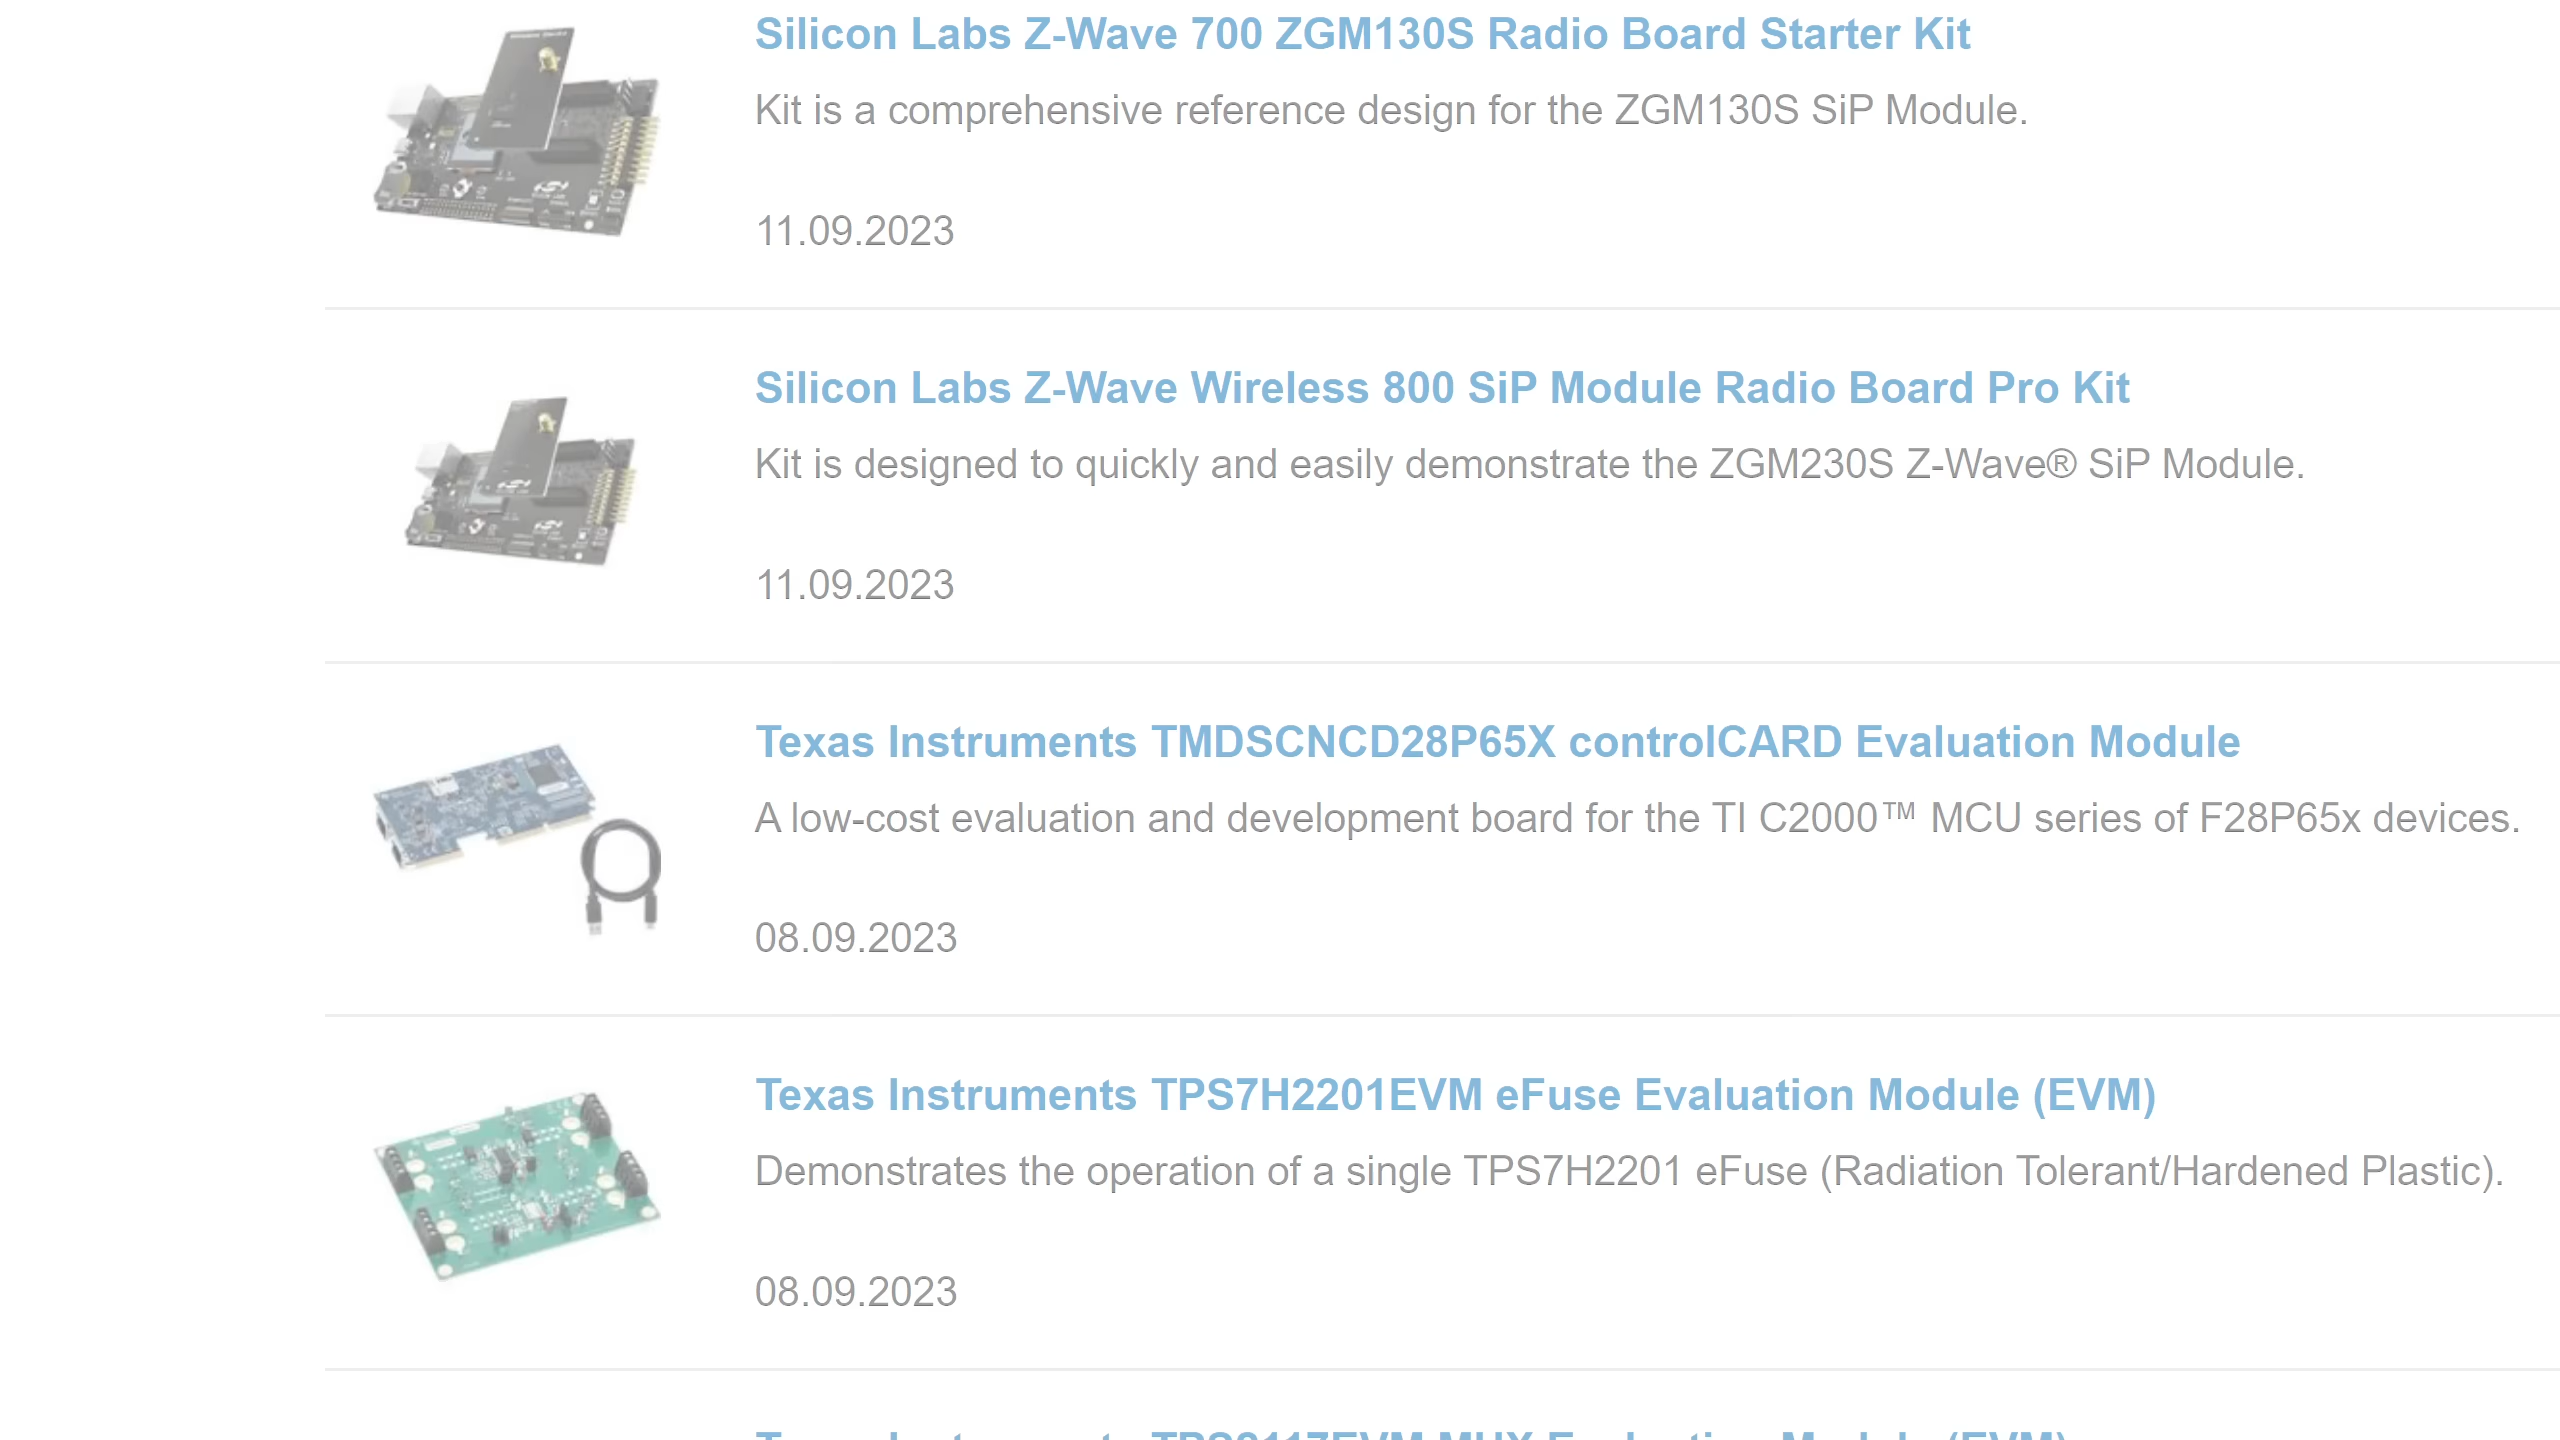 Silicon Labs Z-Wave 700 ZGM130S Radio Board Starter Kit
Kit is a comprehensive reference design for the ZGM130S SiP Module.
11.09.2023
Silicon Labs Z-Wave Wireless 800 SiP Module Radio Board Pro Kit
Kit is designed to quickly and easily demonstrate the ZGM230S Z-Wave® SiP Module.
11.09.2023
Texas Instruments TMDSCNCD28P65X controlCARD Evaluation Module
A low-cost evaluation and development board for the TI C2000™ MCU series of F28P65x devices.
08.09.2023
Texas Instruments TPS7H2201EVM eFuse Evaluation Module (EVM)
Demonstrates the operation of a single TPS7H2201 eFuse (Radiation Tolerant/Hardened Plastic).
08.09.2023